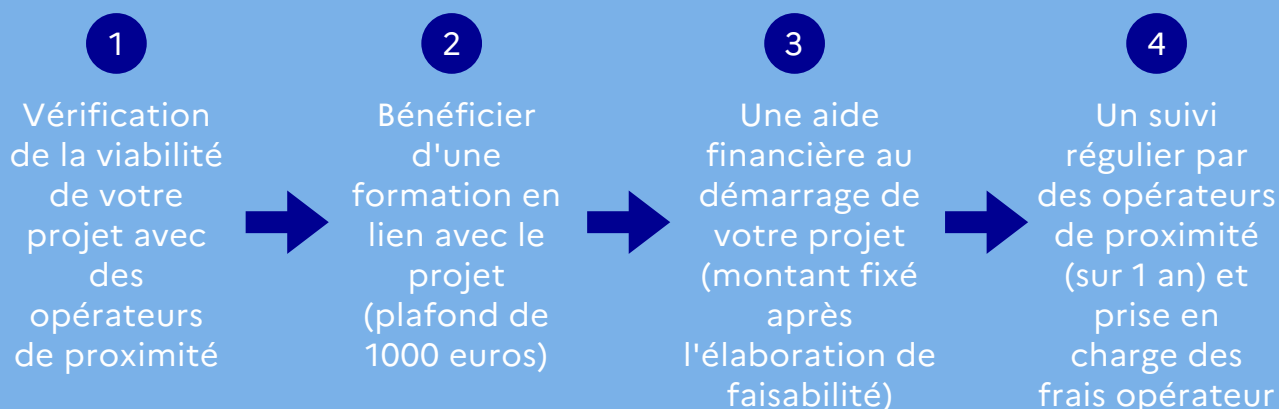 1
Vérification
de la viabilité
de votre
projet avec
des
opérateurs
de proximité
2
Bénéficier
d'une
formation en
lien avec le
projet
(plafond de
1000 euros)
3
Une aide
financière au
démarrage de
votre projet
(montant fixé
après
l'élaboration de
faisabilité)
4
Un suivi
régulier par
des opérateurs
de proximité
(sur 1 an) et
prise en
charge des
frais opérateur